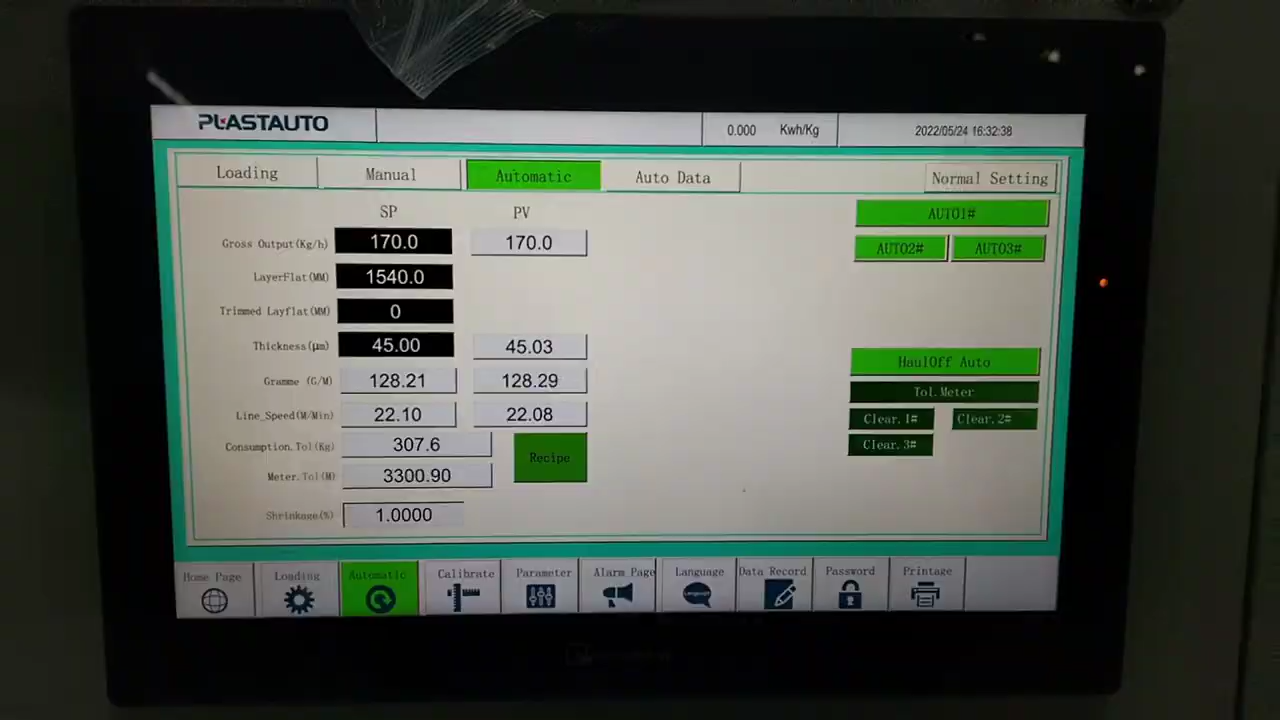 PLASTAUTO
0.000 Kwh/Kg
2022/05/24 16:32:38
Loading Manual Automatic Auto Data Normal Setting
SP PV
AUTO1#
Gross Output(Kg/h) 170.0 170.0
AUTO2# AUTO3#
LayerFlat(MM) 1540.0
Trimmed Layflat(MM) 0
Thickness(μm) 45.00 45.03
HaulOff Auto
Gramme (G/M) 128.21 128.29
Tol.Meter
Line_Speed(M/Min) 22.10 22.08
Clear.1# Clear.2#
Consumption.Tol(Kg) 307.6
Clear.3#
Recipe
Meter.Tol(M) 3300.90
Shrinkage(%) 1.0000
Home Page Loading Automatic Calibrate Parameter Alarm Page Language Data Record Password Printage
Language